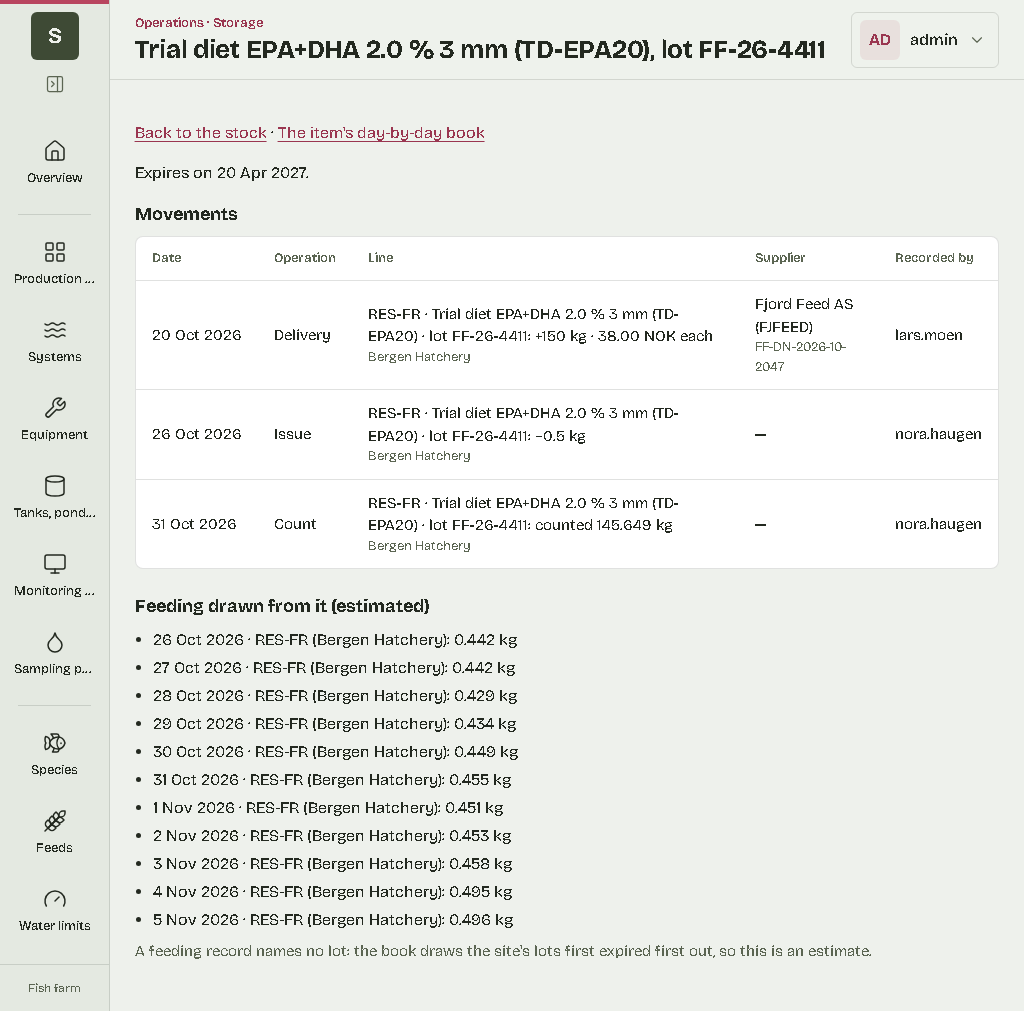 S
Operations · Storage
Trial diet EPA+DHA 2.0 % 3 mm (TD-EPA20), lot FF-26-4411
AD
admin
Overview
Production ...
Systems
Equipment
Tanks, pond...
Monitoring ...
Sampling p...
Species
Feeds
Water limits
Fish farm
Back to the stock · The item's day-by-day book
Expires on 20 Apr 2027.
Movements
Date Operation Line Supplier Recorded by
20 Oct 2026 Delivery
RES-FR · Trial diet EPA+DHA 2.0 % 3 mm (TD-
EPA20) · lot FF-26-4411: +150 kg · 38.00 NOK each
Bergen Hatchery
Fjord Feed AS
(FJFEED)
FF-DN-2026-10-
2047
lars.moen
26 Oct 2026 Issue
RES-FR · Trial diet EPA+DHA 2.0 % 3 mm (TD-
EPA20) · lot FF-26-4411: −0.5 kg
Bergen Hatchery
—
nora.haugen
31 Oct 2026 Count
RES-FR · Trial diet EPA+DHA 2.0 % 3 mm (TD-
EPA20) · lot FF-26-4411: counted 145.649 kg
Bergen Hatchery
—
nora.haugen
Feeding drawn from it (estimated)
• 26 Oct 2026 · RES-FR (Bergen Hatchery): 0.442 kg
• 27 Oct 2026 · RES-FR (Bergen Hatchery): 0.442 kg
• 28 Oct 2026 · RES-FR (Bergen Hatchery): 0.429 kg
• 29 Oct 2026 · RES-FR (Bergen Hatchery): 0.434 kg
• 30 Oct 2026 · RES-FR (Bergen Hatchery): 0.449 kg
• 31 Oct 2026 · RES-FR (Bergen Hatchery): 0.455 kg
• 1 Nov 2026 · RES-FR (Bergen Hatchery): 0.451 kg
• 2 Nov 2026 · RES-FR (Bergen Hatchery): 0.453 kg
• 3 Nov 2026 · RES-FR (Bergen Hatchery): 0.458 kg
• 4 Nov 2026 · RES-FR (Bergen Hatchery): 0.495 kg
• 5 Nov 2026 · RES-FR (Bergen Hatchery): 0.496 kg
A feeding record names no lot: the book draws the site's lots first expired first out, so this is an estimate.